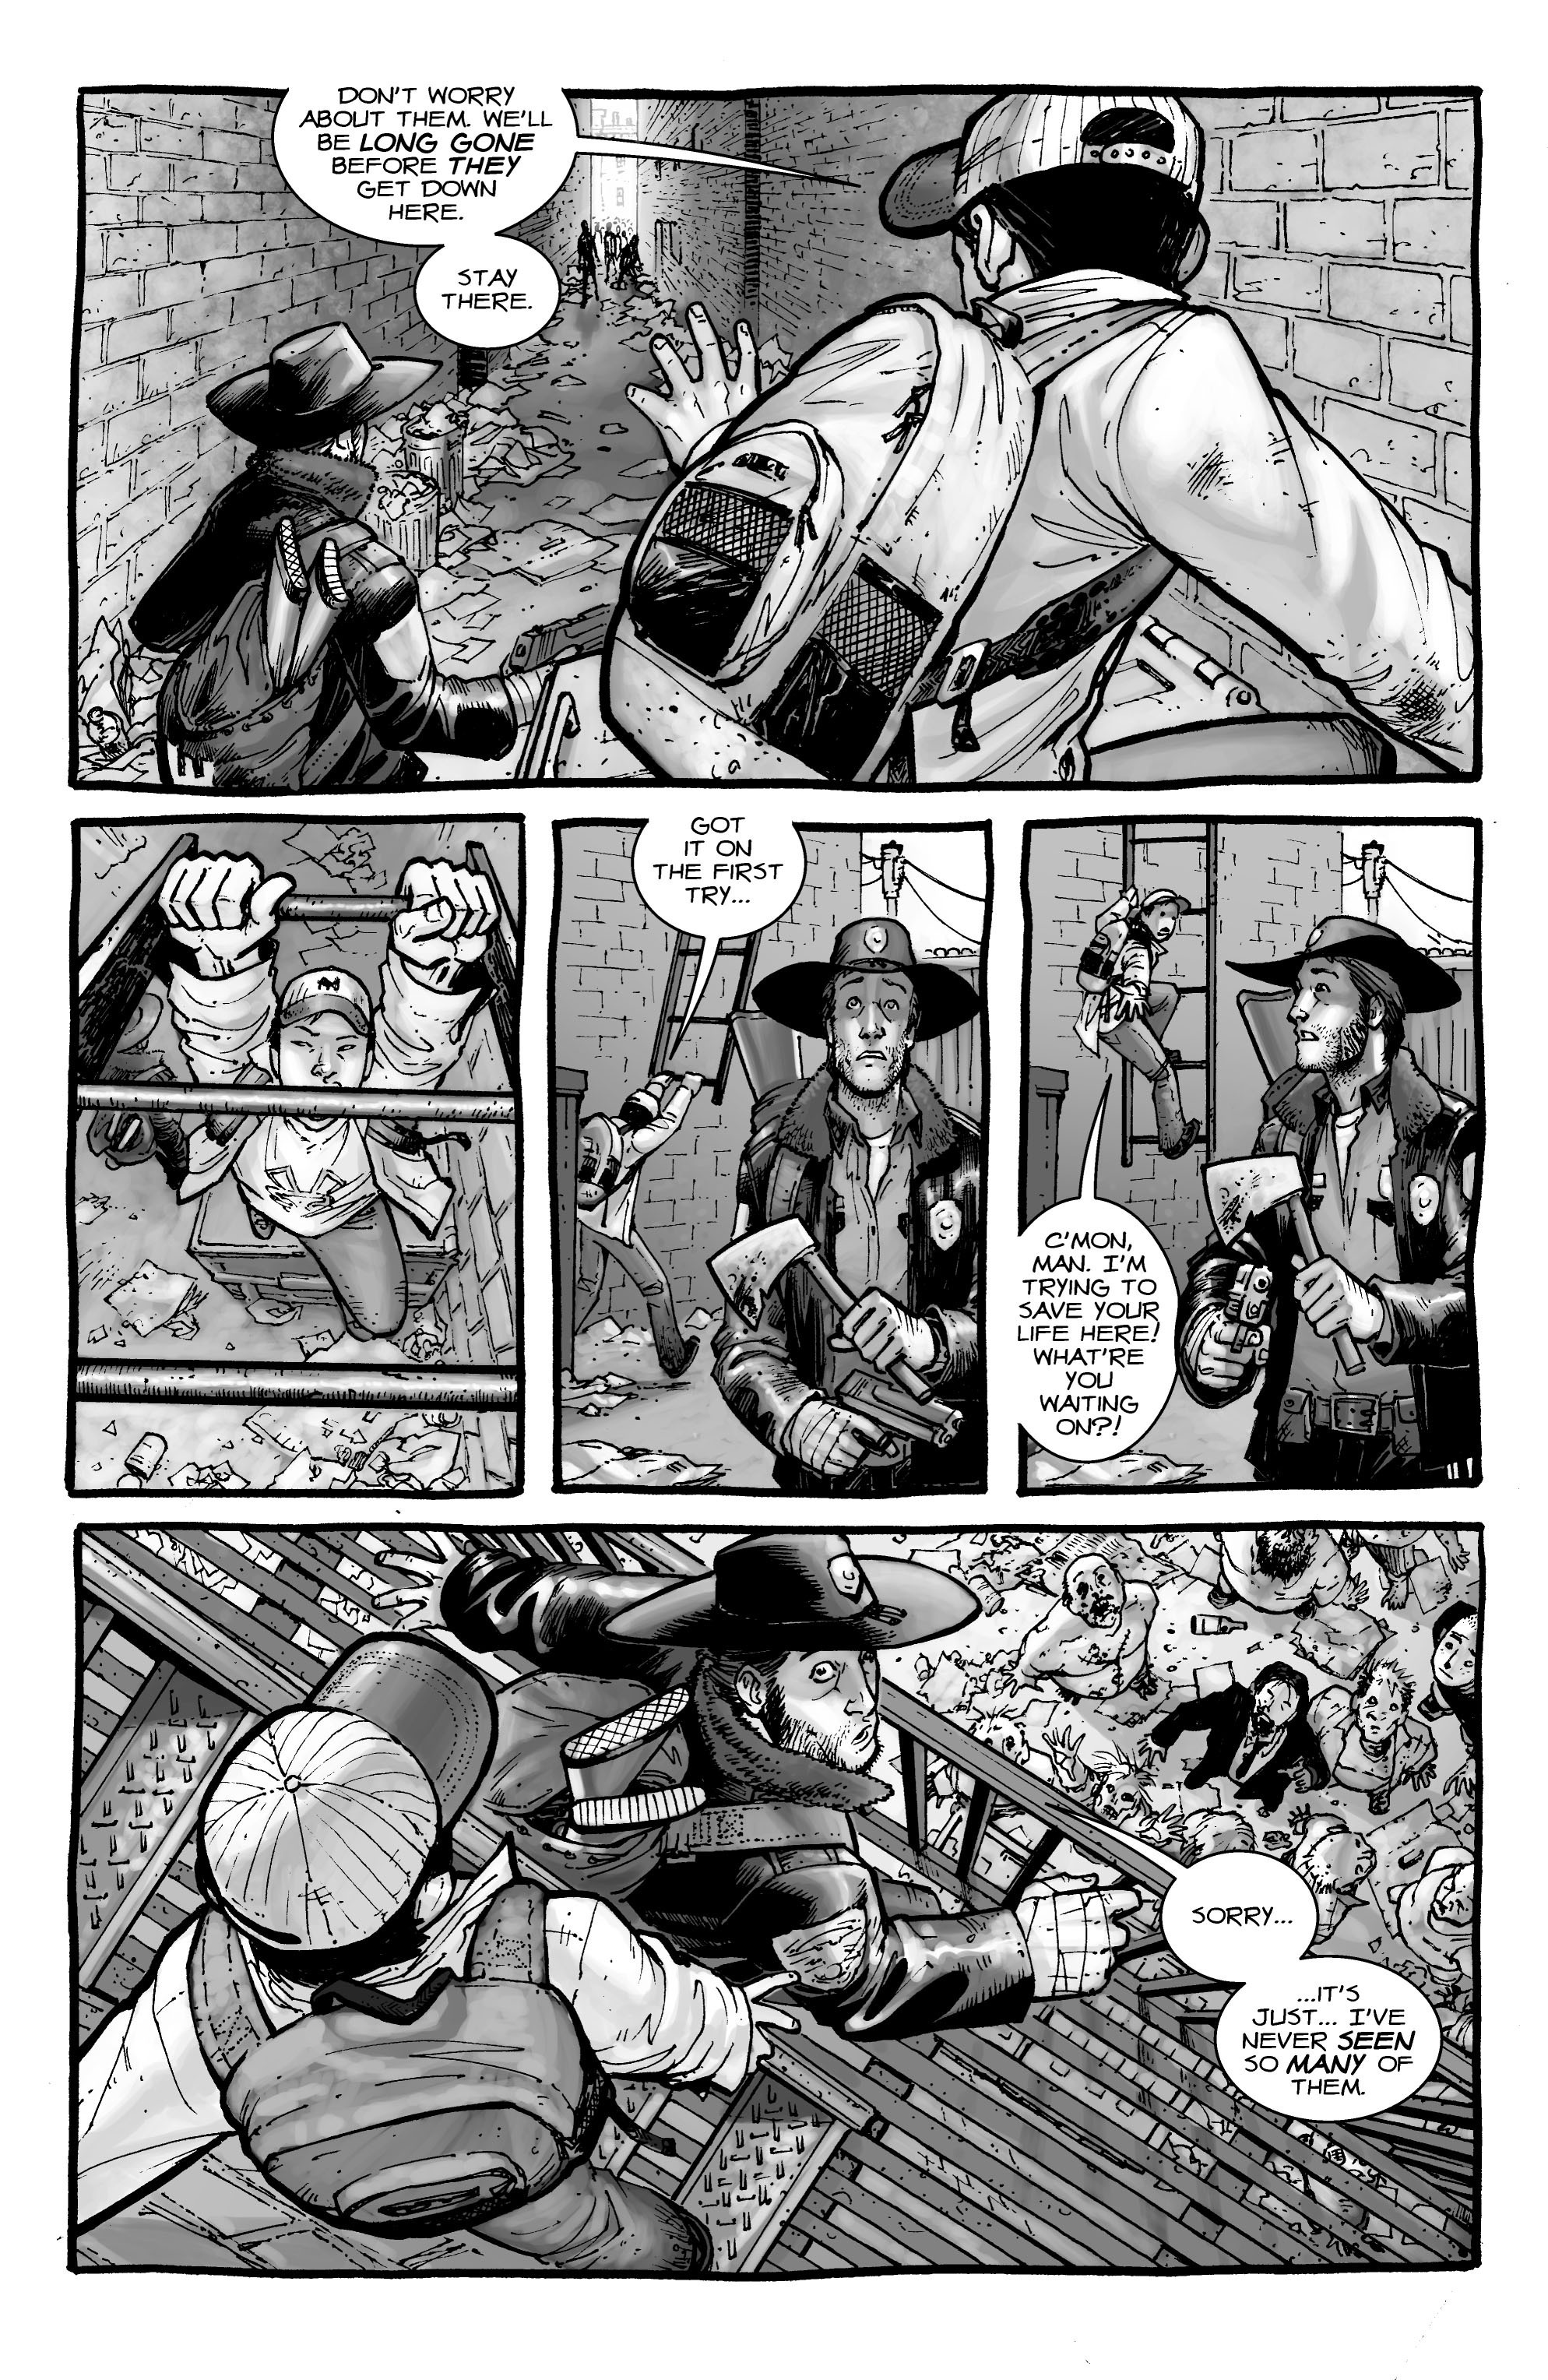 DON'T WORRY
ABOUT THEM. WE'LL
BE LONG GONE
BEFORE THEY
GET DOWN
HERE.
STAY
THERE.
GOT
IT ON
THE FIRST
TRY...
C'MON,
MAN. I'M
TRYING TO
SAVE YOUR
LIFE HERE!
WHAT'RE
YOU
WAITING
ON?!
SORRY...
...IT'S
JUST... I'VE
NEVER SEEN
SO MANY OF
THEM.